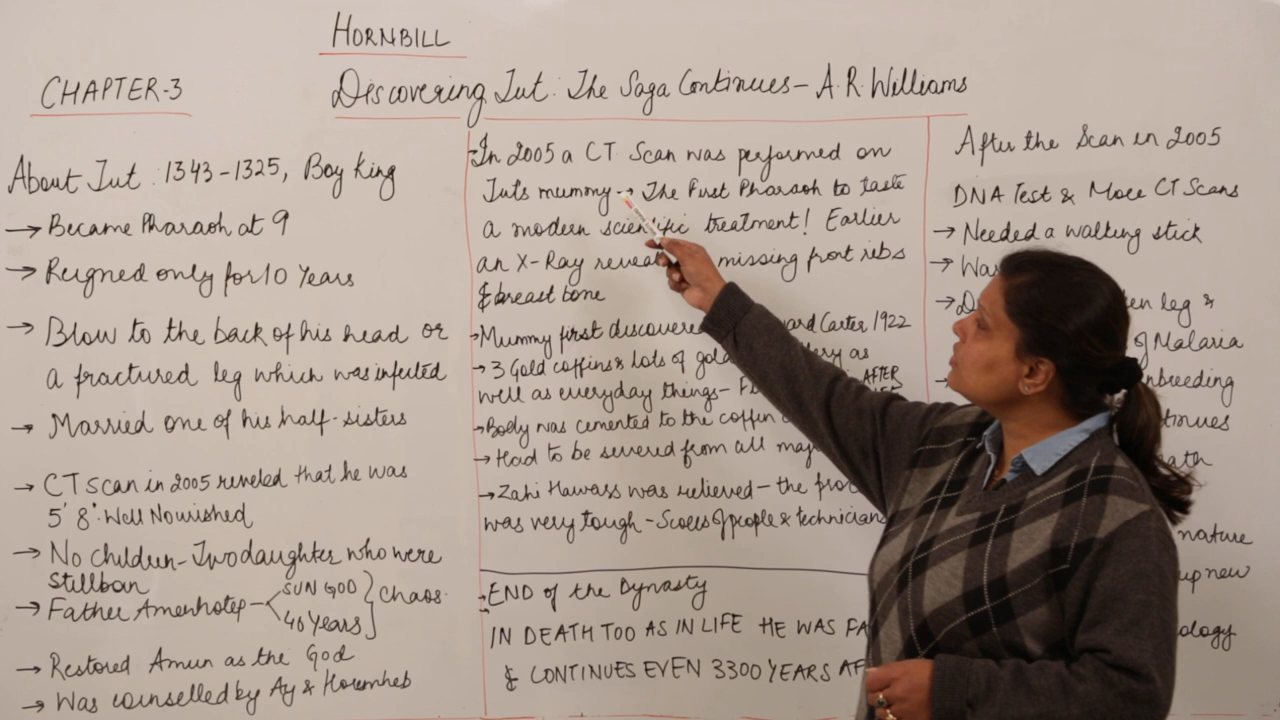 HORNBILL
CHAPTER-3
Discovering Tut: The Saga Continues - A.R. Williams
About Tut : 1343-1325, Boy King
→ Became Pharaoh at 9
→ Reigned only for 10 Years
→ Blow to the back of his head or
a fractured leg which was infected
→ Married one of his half-sisters
→ CT scan in 2005 reveled that he was
5' 8" Well Nourished
→ No children - Two daughter who were
Stillbon
→ Father Amenhotep - SUN GOD
40 Years
Chaos
→ Restored Amun as the God
→ Was counselled by Ay & Horemheb
In 2005 a CT. Scan was performed on
Tut's mummy → The First Pharaoh to taste
a modern scientific treatment! Earlier
an X-Ray missing front ribs
& breast bone
→ Mummy first Carter 1922
→ 3 Gold coffins & lots of gold as
well as everyday things - AFTER
→ Body was cemented to the coffin
→ Had to be severed from all
→ Zahi Hawass was relieved - the
was very tough - Scores of people & technicians
→ END of the Dynasty
IN DEATH TOO AS IN LIFE HE WAS
& CONTINUES EVEN 3300 YEARS
After the Scan in 2005
DNA Test & More CT Scans
→ Needed a walking stick
→
→ leg &
of Malaria
→
nature
new